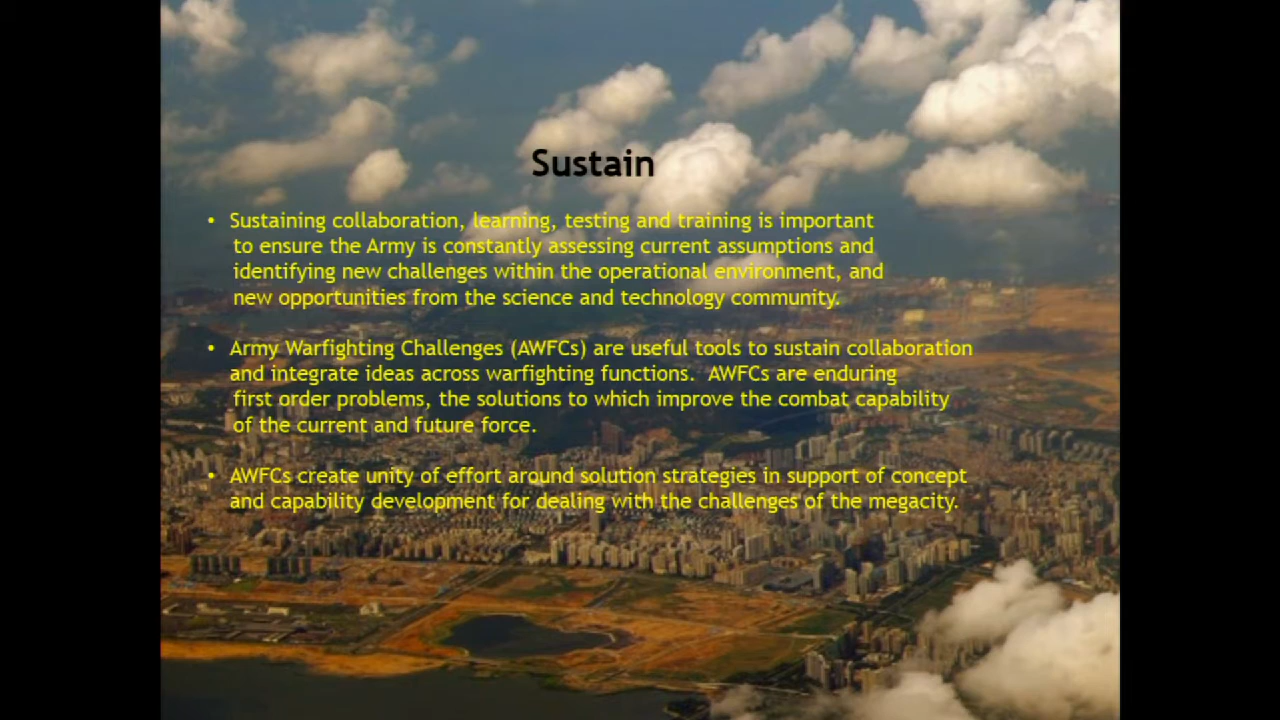 Sustain
• Sustaining collaboration, learning, testing and training is important
to ensure the Army is constantly assessing current assumptions and
identifying new challenges within the operational environment, and
new opportunities from the science and technology community.
• Army Warfighting Challenges (AWFCs) are useful tools to sustain collaboration
and integrate ideas across warfighting functions.  AWFCs are enduring
first order problems, the solutions to which improve the combat capability
of the current and future force.
• AWFCs create unity of effort around solution strategies in support of concept
and capability development for dealing with the challenges of the megacity.